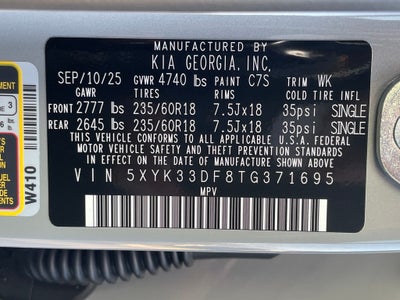 MANUFACTURED BY
KIA GEORGIA, INC.
SEP/10/25 GVWR 4740 lbs PAINT C7S TRIM WK
GAWR TIRES RIMS COLD TIRE INFL
FRONT 2777 lbs 235/60R18 7.5Jx18 35psi SINGLE
REAR 2645 lbs 235/60R18 7.5Jx18 35psi SINGLE
THIS VEHICLE CONFORMS TO ALL APPLICABLE U.S.A. FEDERAL
MOTOR VEHICLE SAFETY, BUMPER, AND THEFT PREVENTION STANDARDS
IN EFFECT ON THE DATE OF MANUFACTURE SHOWN ABOVE.
VIN 5XYK33DF8TG371695
MPV
W410
3